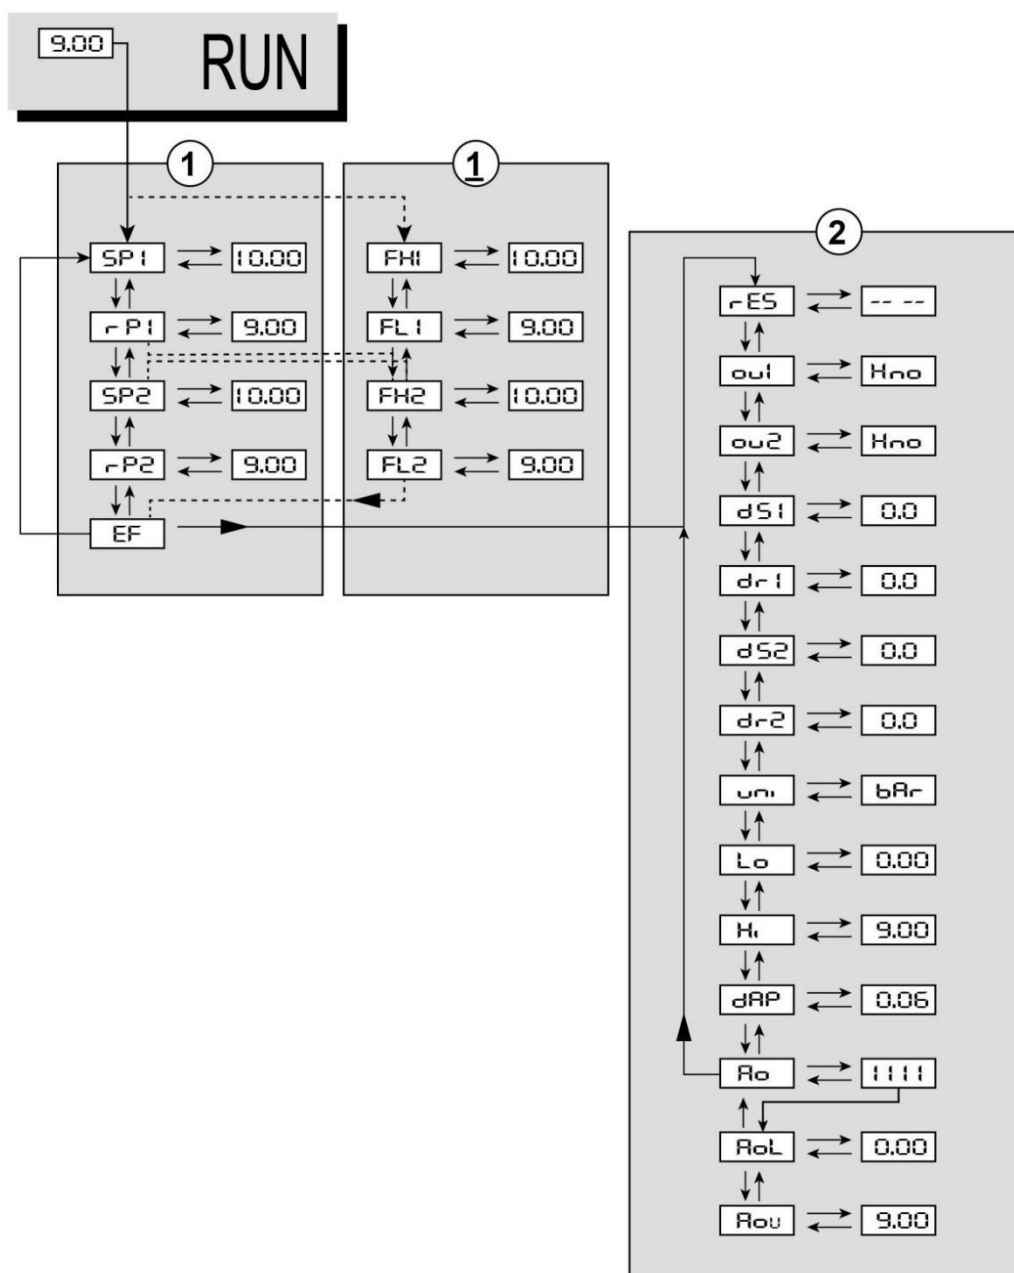 9.00 RUN
1
SP1 10.00
rP1 9.00
SP2 10.00
rP2 9.00
EF
1
FH1 10.00
FL1 9.00
FH2 10.00
FL2 9.00
2
rES -- --
ou1 Hno
ou2 Hno
dS1 0.0
dr1 0.0
dS2 0.0
dr2 0.0
uni bAr
Lo 0.00
Hi 9.00
dAP 0.06
Ao 1111
AoL 0.00
Aou 9.00